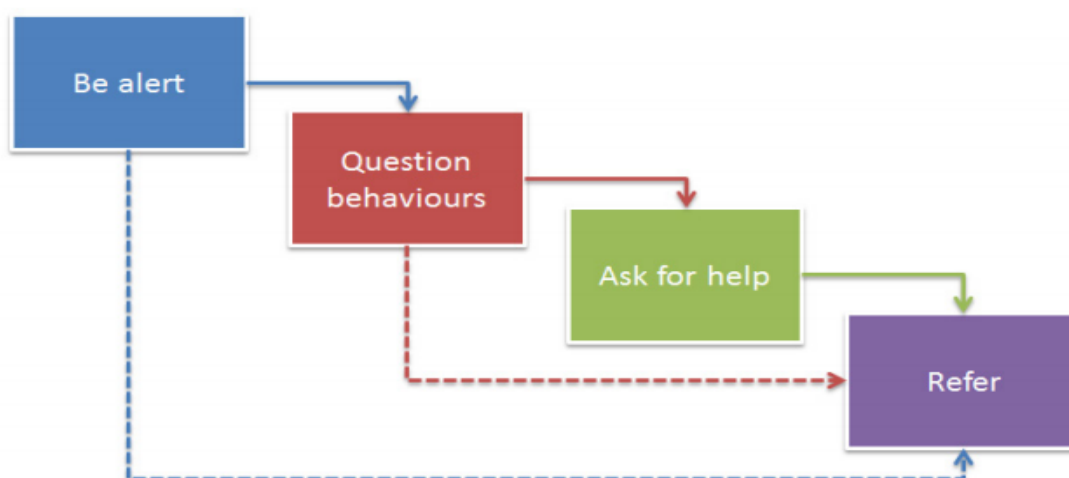 Be alert
Question
behaviours
Ask for help
Refer